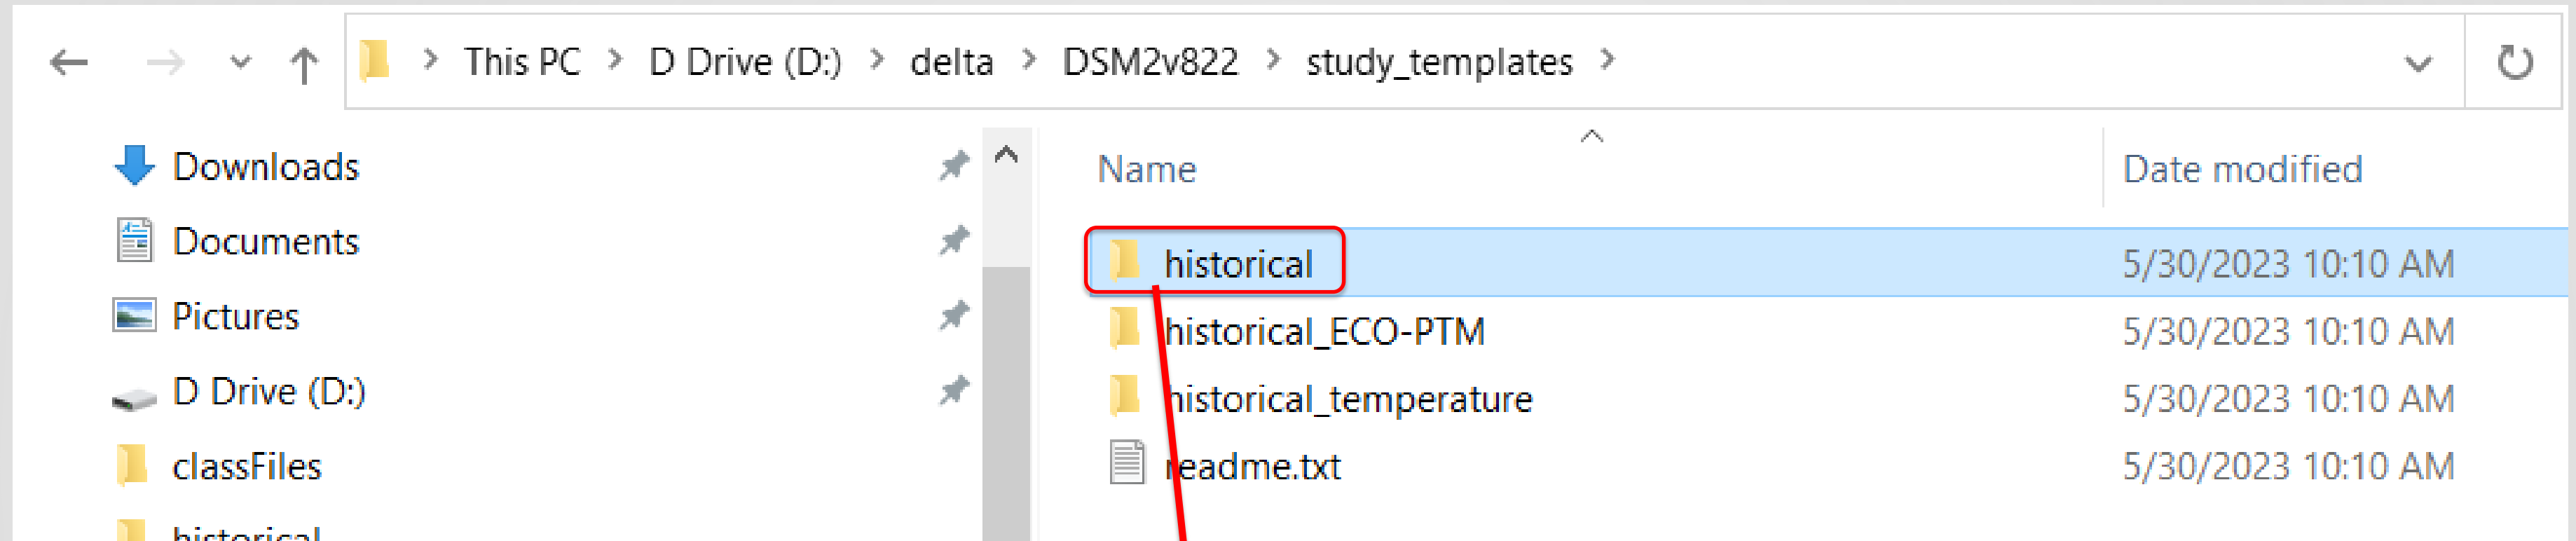 This PC > D Drive (D:) > delta > DSM2v822 > study_templates >
Downloads
Documents
Pictures
D Drive (D:)
classFiles
historical
Name Date modified
historical 5/30/2023 10:10 AM
historical_ECO-PTM 5/30/2023 10:10 AM
historical_temperature 5/30/2023 10:10 AM
readme.txt 5/30/2023 10:10 AM